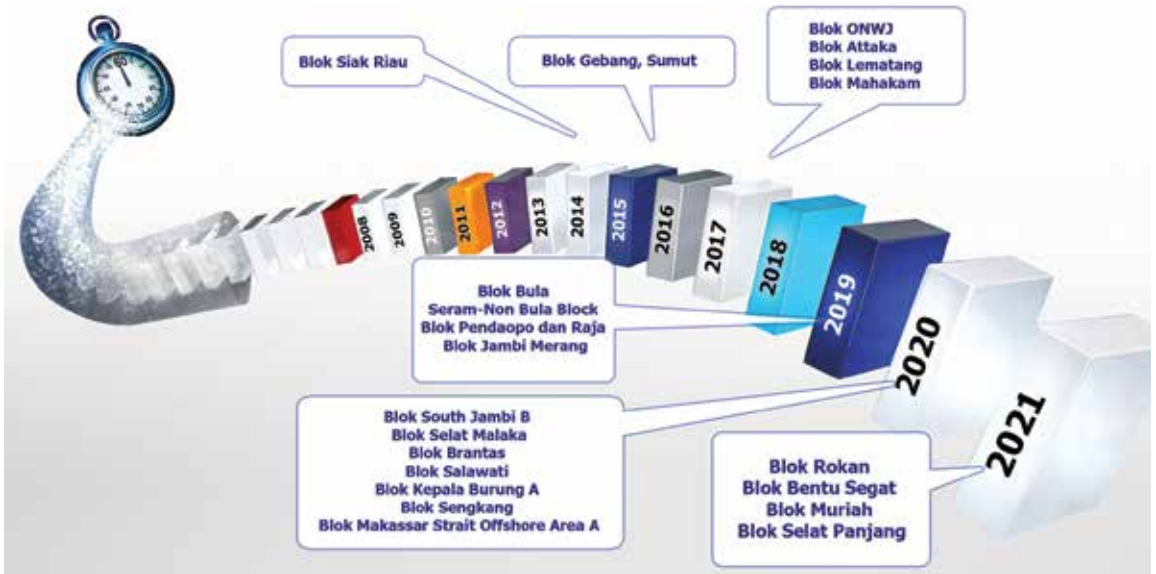 Blok Siak Riau
Blok Gebang, Sumut
Blok ONWJ
Blok Attaka
Blok Lematang
Blok Mahakam
2008
2009
2010
2011
2012
2013
2014
2015
2016
2017
2018
2019
2020
2021
Blok Bula
Seram-Non Bula Block
Blok Pendaopo dan Raja
Blok Jambi Merang
Blok South Jambi B
Blok Selat Malaka
Blok Brantas
Blok Salawati
Blok Kepala Burung A
Blok Sengkang
Blok Makassar Strait Offshore Area A
Blok Rokan
Blok Bentu Segat
Blok Muriah
Blok Selat Panjang